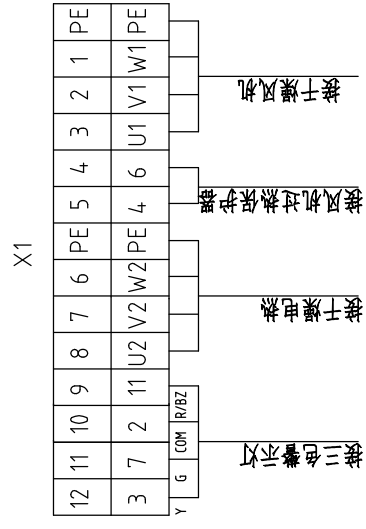 X1
PE PE
1 W1
2 V1
3 U1
接干燥风机
4 6
5 4
接风机过热保护器
PE PE
6 W2
7 V2
8 U2
接干燥电热
9 11 R/BZ
10 2 COM
11 7 G
12 3 Y
接三色警示灯